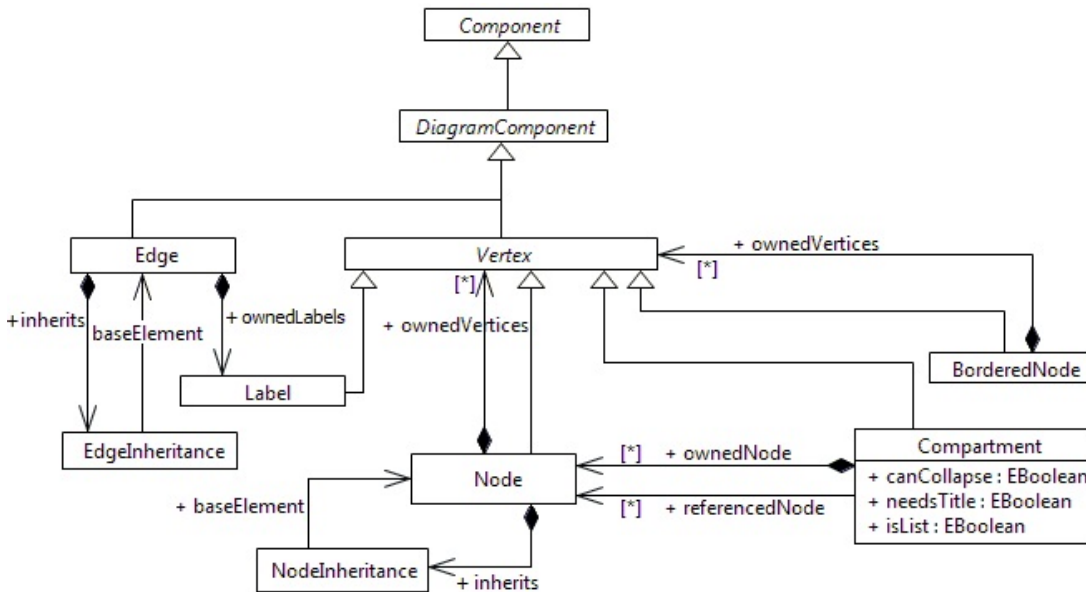 Component
DiagramComponent
Edge
Vertex
+ ownedVertices
[*]
[*]
+ inherits
baseElement
+ ownedLabels
+ ownedVertices
Label
BorderedNode
EdgeInheritance
Node
[*] + ownedNode
[*] + referencedNode
Compartment
+ canCollapse : EBoolean
+ needsTitle : EBoolean
+ isList : EBoolean
+ baseElement
NodeInheritance
+ inherits